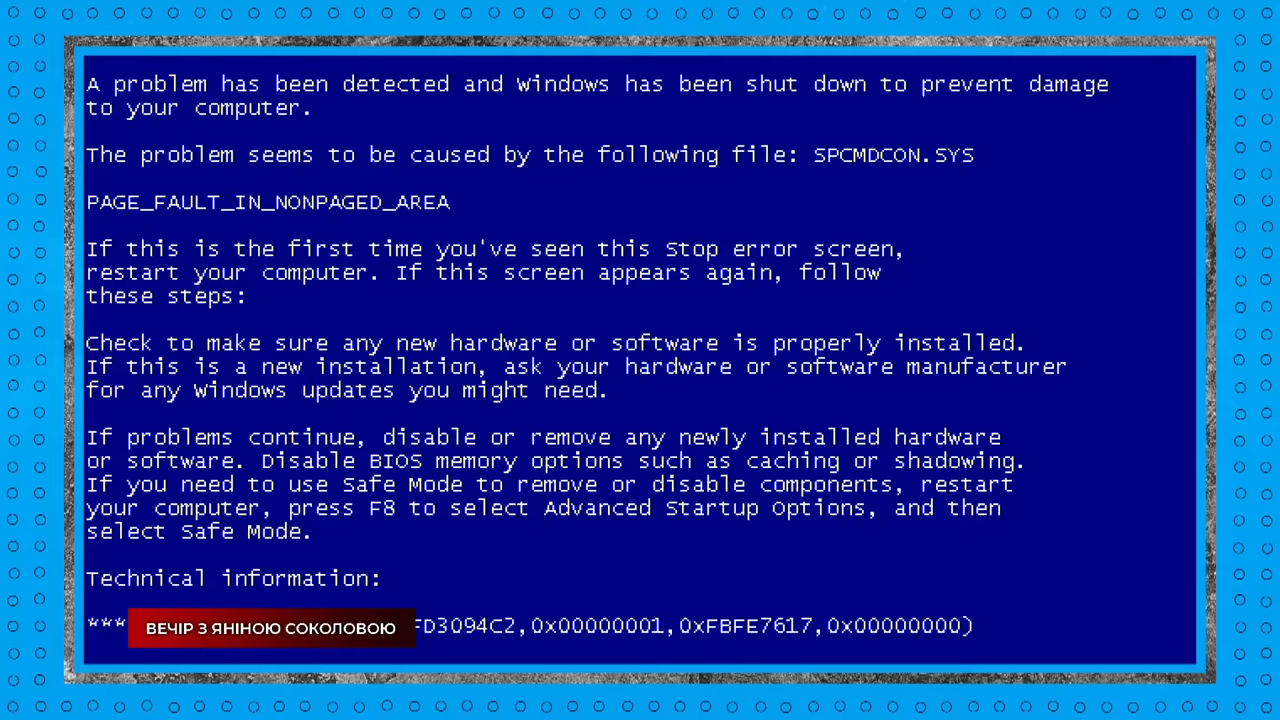 A problem has been detected and Windows has been shut down to prevent damage
to your computer.
The problem seems to be caused by the following file: SPCMDCON.SYS
PAGE_FAULT_IN_NONPAGED_AREA
If this is the first time you've seen this Stop error screen,
restart your computer. If this screen appears again, follow
these steps:
Check to make sure any new hardware or software is properly installed.
If this is a new installation, ask your hardware or software manufacturer
for any Windows updates you might need.
If problems continue, disable or remove any newly installed hardware
or software. Disable BIOS memory options such as caching or shadowing.
If you need to use Safe Mode to remove or disable components, restart
your computer, press F8 to select Advanced Startup Options, and then
select Safe Mode.
Technical information:
*** FD3094C2,0x00000001,0xFBFE7617,0x00000000)
ВЕЧІР З ЯНІНОЮ СОКОЛОВОЮ